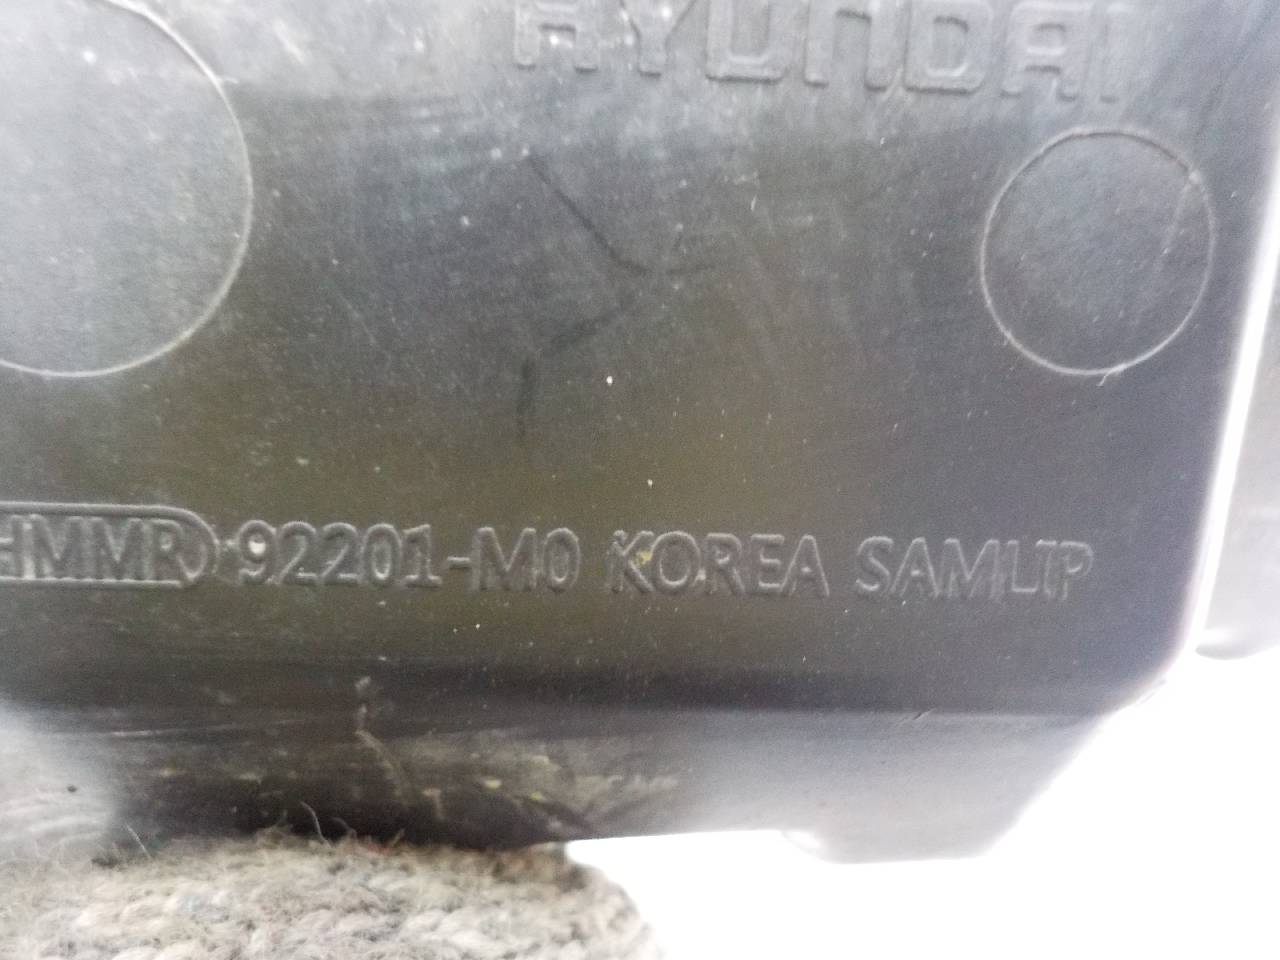 HYUNDAI
HMMR 92201-M0 KOREA SAMLIP